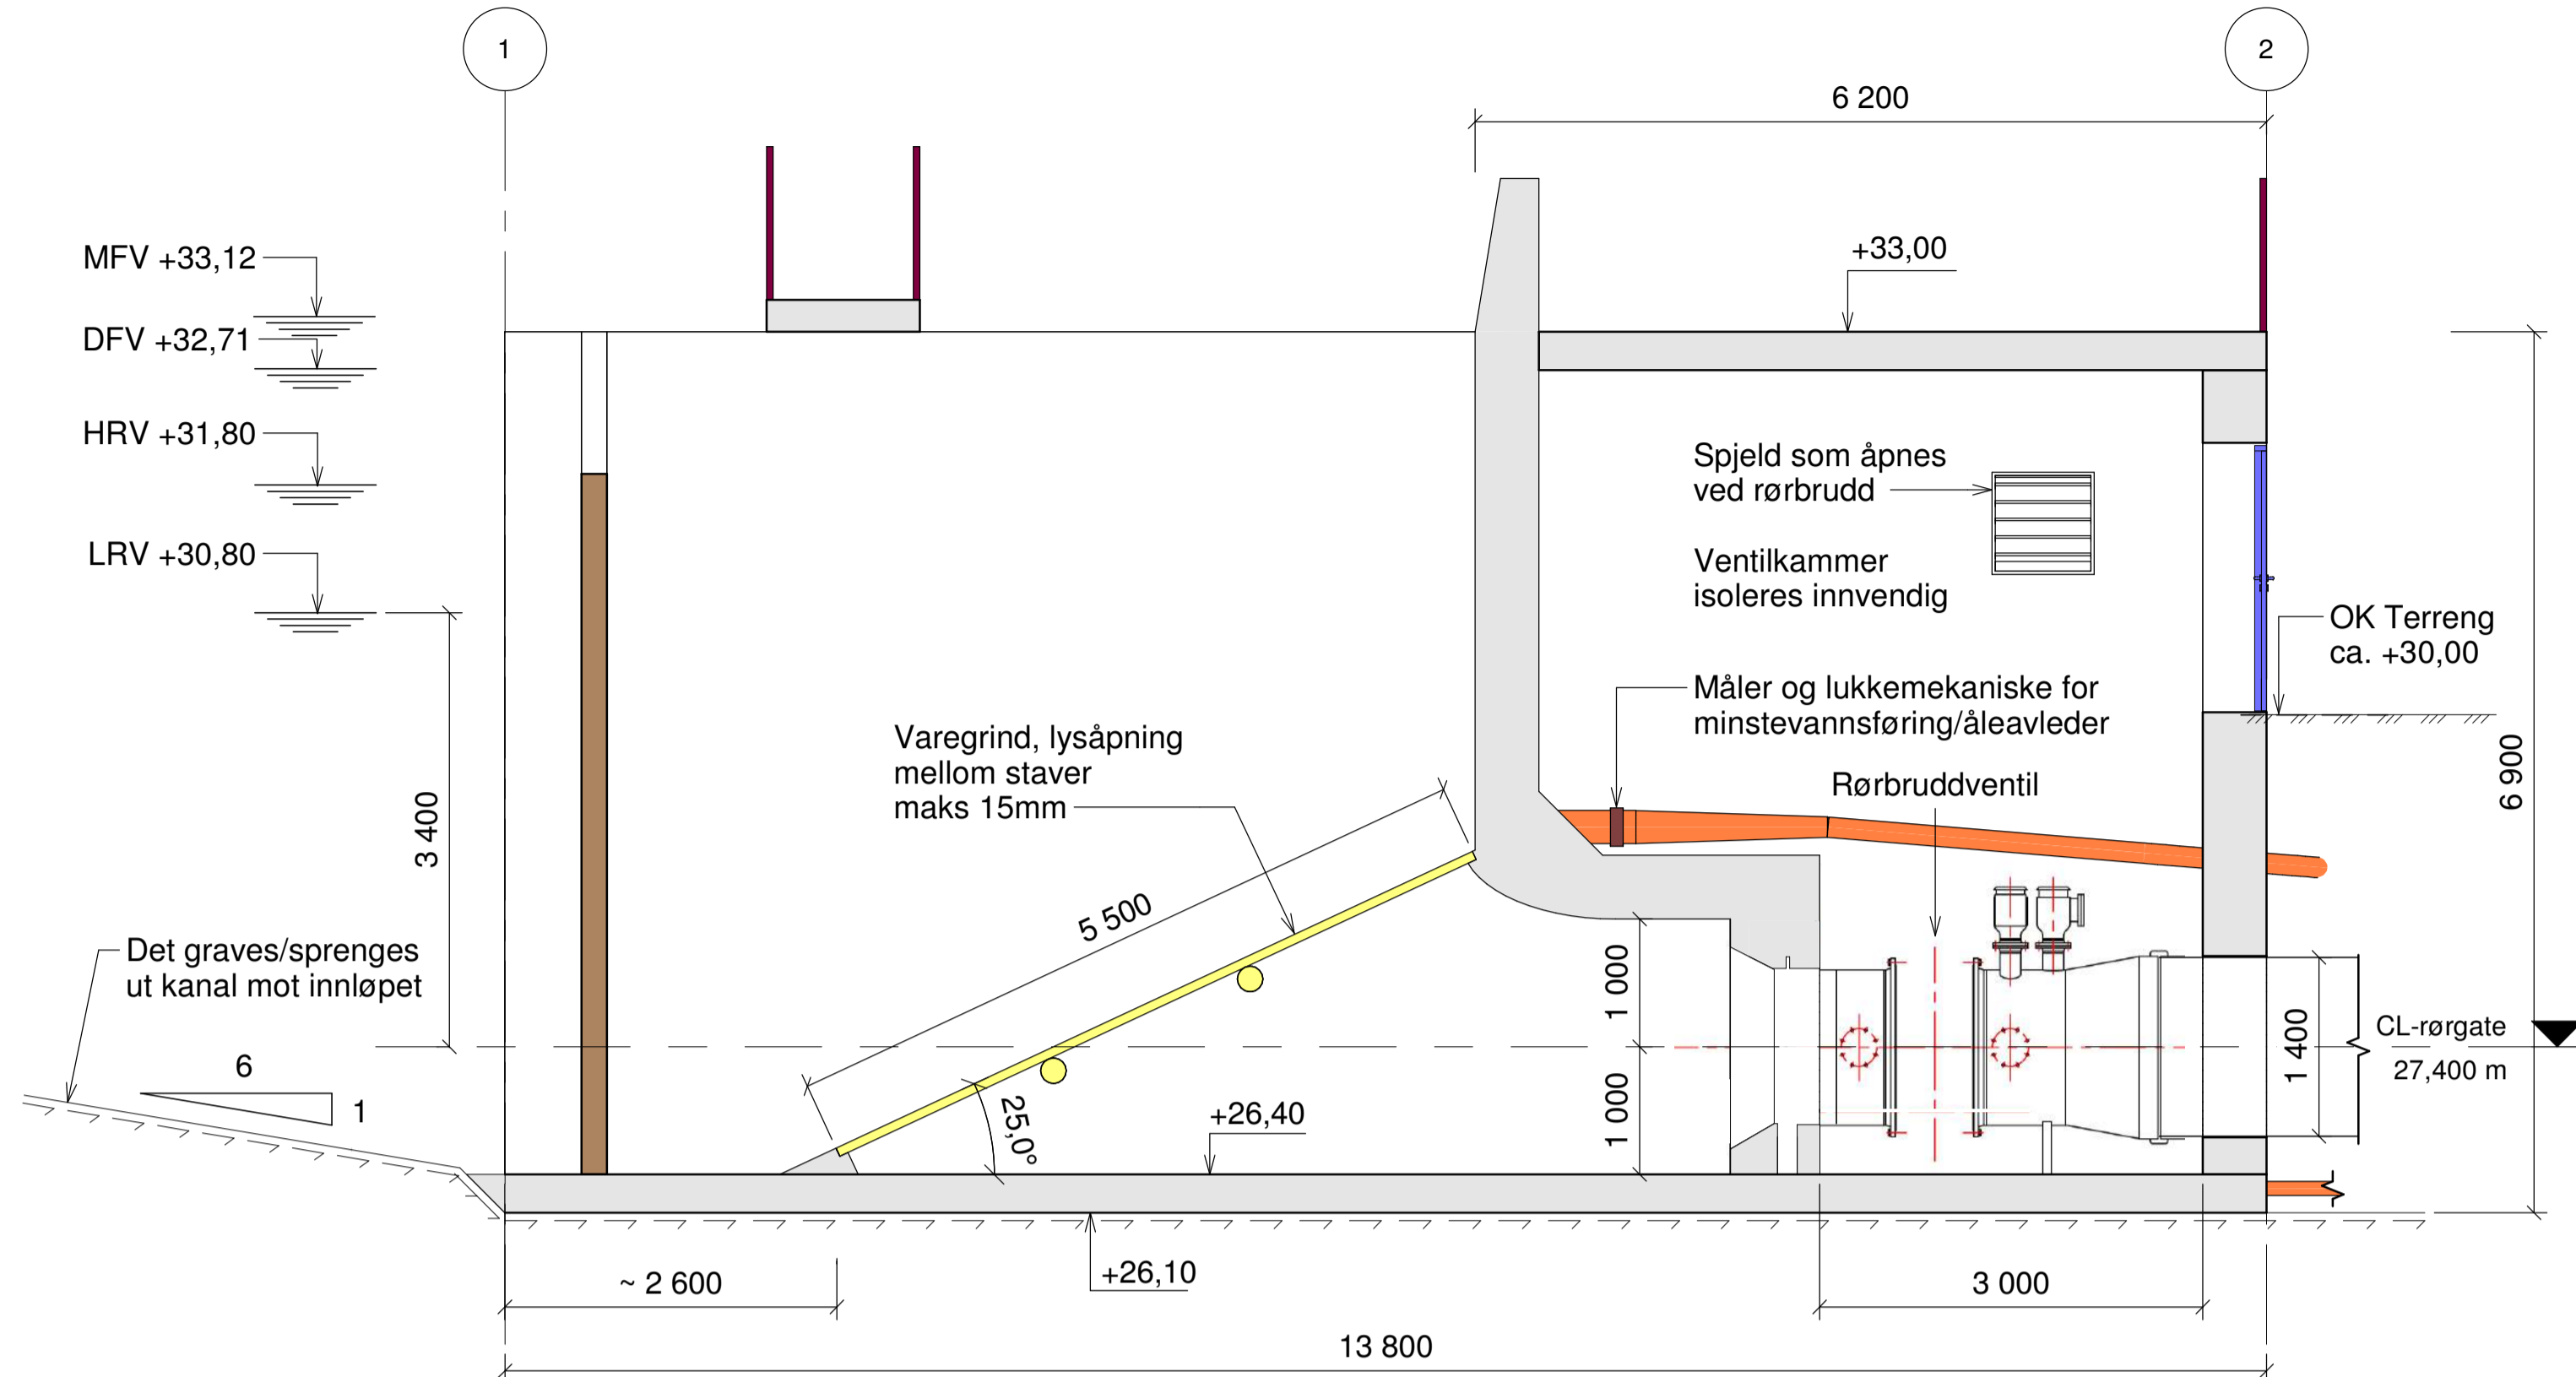 1
2
6 200
MFV +33,12
+33,00
DFV +32,71
HRV +31,80
LRV +30,80
Spjeld som åpnes
ved rørbrudd
Ventilkammer
isoleres innvendig
OK Terreng
ca. +30,00
Måler og lukkemekaniske for
minstevannsføring/åleavleder
Varegrind, lysåpning
mellom staver
maks 15mm
Rørbruddventil
6 900
3 400
5 500
Det graves/sprenges
ut kanal mot innløpet
1 000
1 000
1 400
CL-rørgate
27,400 m
6
1
25,0°
+26,40
+26,10
~ 2 600
3 000
13 800